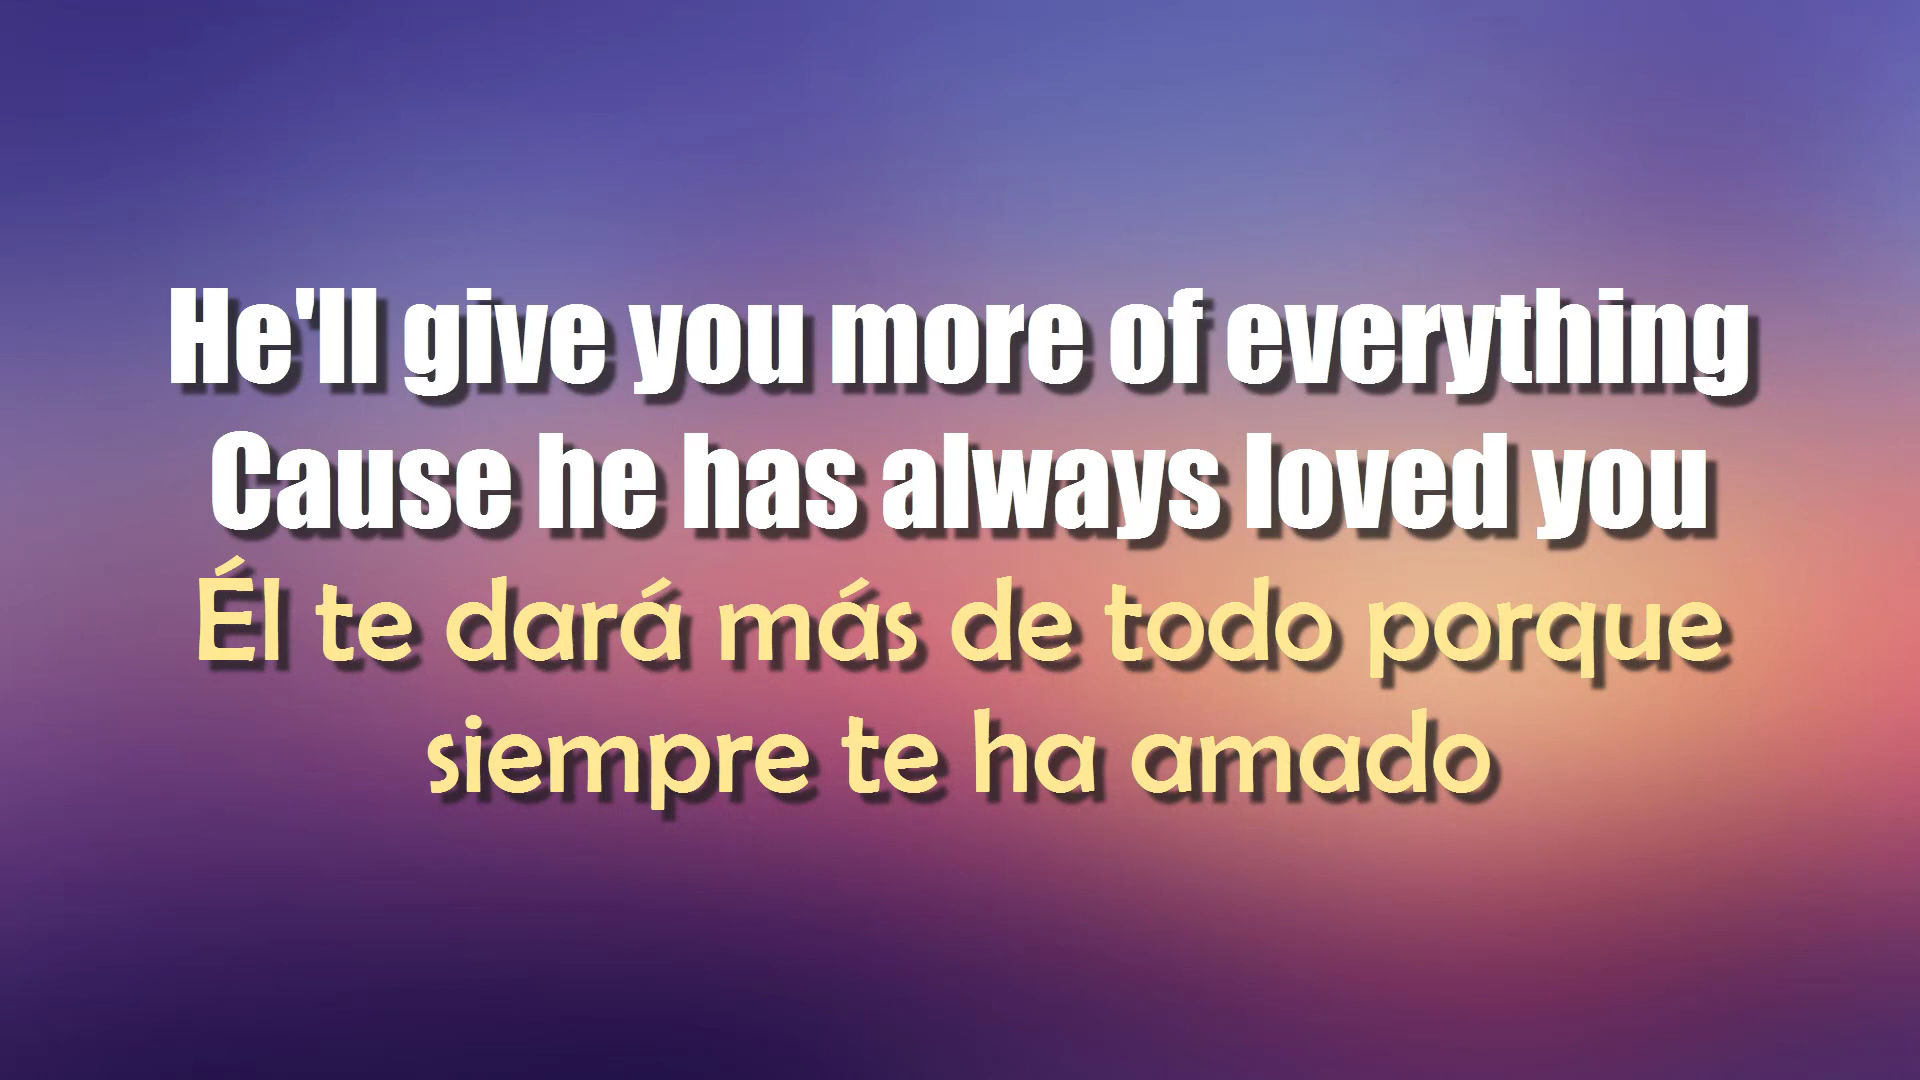 He'll give you more of everything
Cause he has always loved you
Él te dará más de todo porque
siempre te ha amado